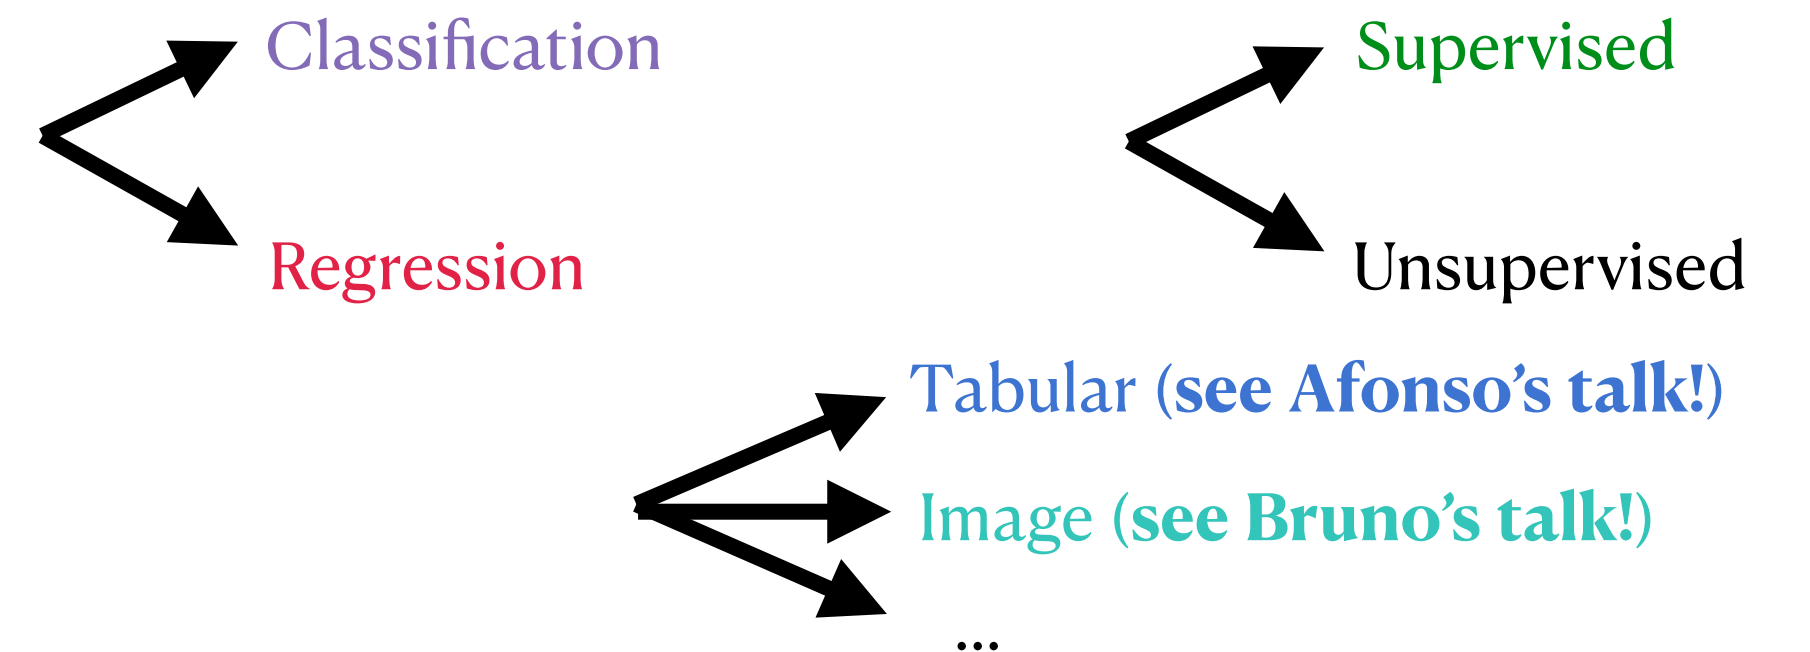 Classification
Supervised
Regression
Unsupervised
Tabular (see Afonso’s talk!)
Image (see Bruno’s talk!)
...